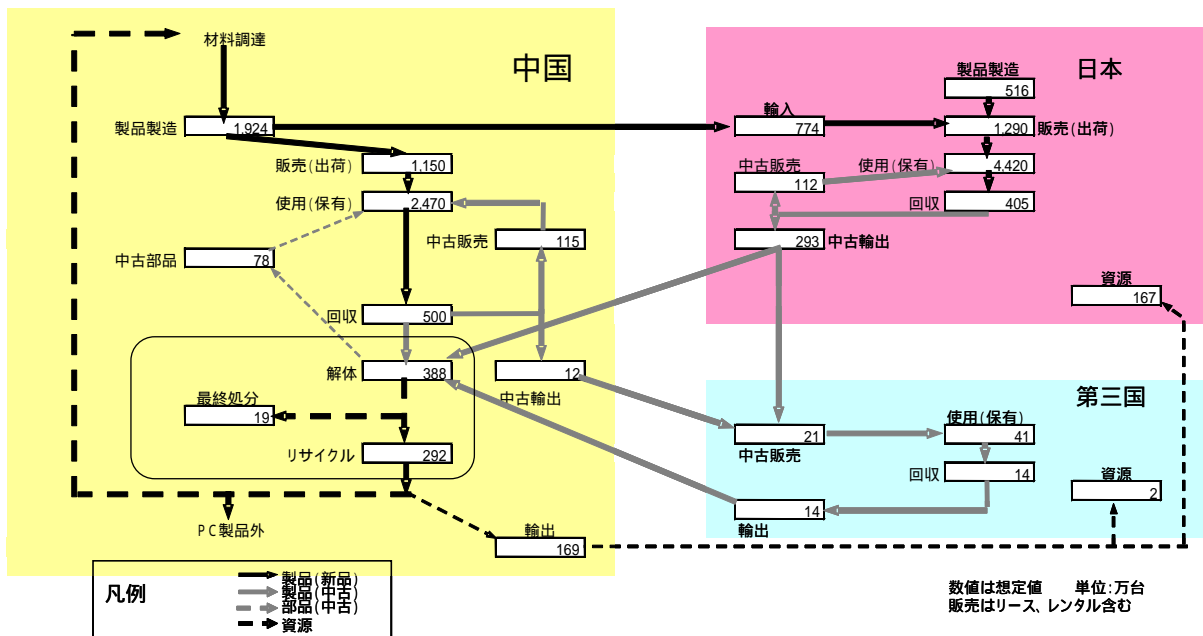 中国
材料調達
製品製造
1,924
販売(出荷)
1,150
使用(保有)
2,470
中古部品
78
中古販売
115
回収
500
解体
388
最終処分
19
リサイクル
292
12
中古輸出
PC製品外
輸出
169
日本
製品製造
516
輸入
774
1,290
販売(出荷)
中古販売
112
使用(保有)
4,420
回収
405
293
中古輸出
資源
167
第三国
21
中古販売
使用(保有)
41
回収
14
14
輸出
資源
2
凡例
製品(新品)
製品(中古)
部品(中古)
資源
数値は想定値 単位:万台
販売はリース、レンタル含む